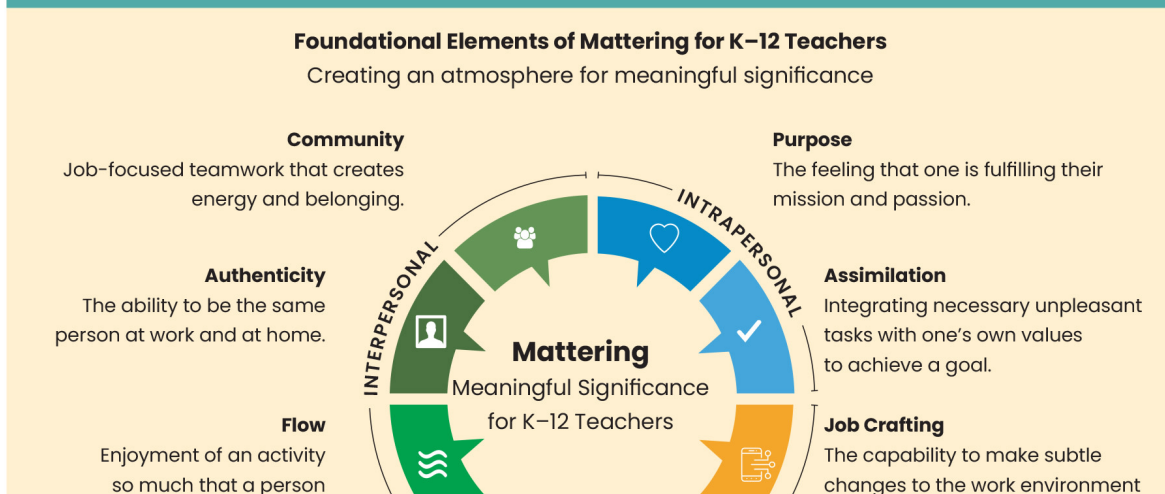 Foundational Elements of Mattering for K–12 Teachers
Creating an atmosphere for meaningful significance
Community
Job-focused teamwork that creates
energy and belonging.
Purpose
The feeling that one is fulfilling their
mission and passion.
INTERPERSONAL
INTRAPERSONAL
Authenticity
The ability to be the same
person at work and at home.
Assimilation
Integrating necessary unpleasant
tasks with one’s own values
to achieve a goal.
Mattering
Meaningful Significance
for K–12 Teachers
Flow
Enjoyment of an activity
so much that a person
Job Crafting
The capability to make subtle
changes to the work environment